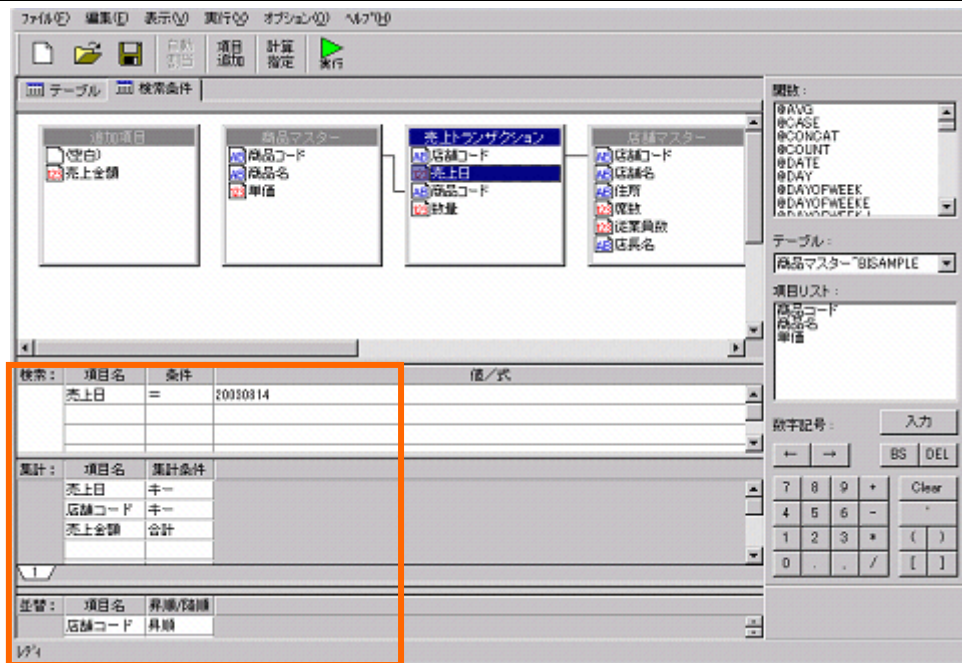 ファイル(F) 編集(E) 表示(V) 実行(X) オプション(O) ヘルプ(H)
自動割当 項目追加 計算指定 実行
テーブル 検索条件
追加項目
(空白)
売上金額
商品マスター
商品コード
商品名
単価
売上トランザクション
店舗コード
売上日
商品コード
数量
店舗マスター
店舗コード
店舗名
住所
席数
従業員数
店長名
検索: 項目名 条件 値/式
売上日 = 20030314
集計: 項目名 集計条件
売上日 キー
店舗コード キー
売上金額 合計
1
並替: 項目名 昇順/降順
店舗コード 昇順
レディ
関数:
@AVG
@CASE
@CONCAT
@COUNT
@DATE
@DAY
@DAYOFWEEK
@DAYOFWEEKE
@DAYOFWEEKJ
テーブル:
商品マスター~BISAMPLE
項目リスト:
商品コード
商品名
単価
数字記号: 入力
← → BS DEL
7 8 9 + Clear
4 5 6 - '
1 2 3 * ( )
0 . , / [ ]